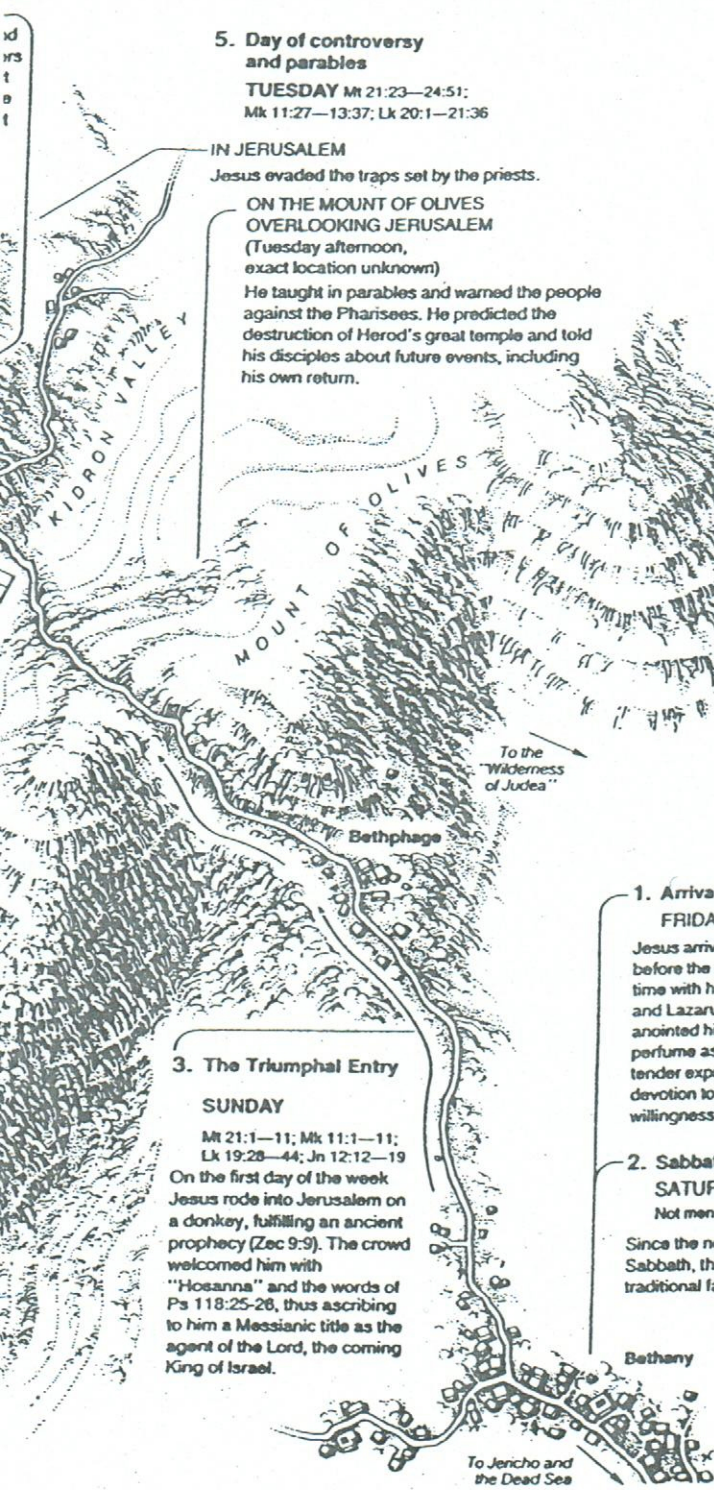 5. Day of controversy
and parables
TUESDAY Mt 21:23—24:51;
Mk 11:27—13:37; Lk 20:1—21:36
IN JERUSALEM
Jesus evaded the traps set by the priests.
ON THE MOUNT OF OLIVES
OVERLOOKING JERUSALEM
(Tuesday afternoon,
exact location unknown)
He taught in parables and warned the people
against the Pharisees. He predicted the
destruction of Herod's great temple and told
his disciples about future events, including
his own return.
KIDRON VALLEY
MOUNT OF OLIVES
To the
"Wilderness
of Judea"
Bethphage
1. Arriva
FRIDA
Jesus arriv
before the
time with h
and Lazaru
anointed hi
perfume as
tender expr
devotion to
willingness
3. The Triumphal Entry
SUNDAY
Mt 21:1—11; Mk 11:1—11;
Lk 19:28—44; Jn 12:12—19
On the first day of the week
Jesus rode into Jerusalem on
a donkey, fulfilling an ancient
prophecy (Zec 9:9). The crowd
welcomed him with
"Hosanna" and the words of
Ps 118:25-26, thus ascribing
to him a Messianic title as the
agent of the Lord, the coming
King of Israel.
2. Sabbat
SATUR
Not men
Since the ne
Sabbath, th
traditional fa
Bethany
To Jericho and
the Dead Sea